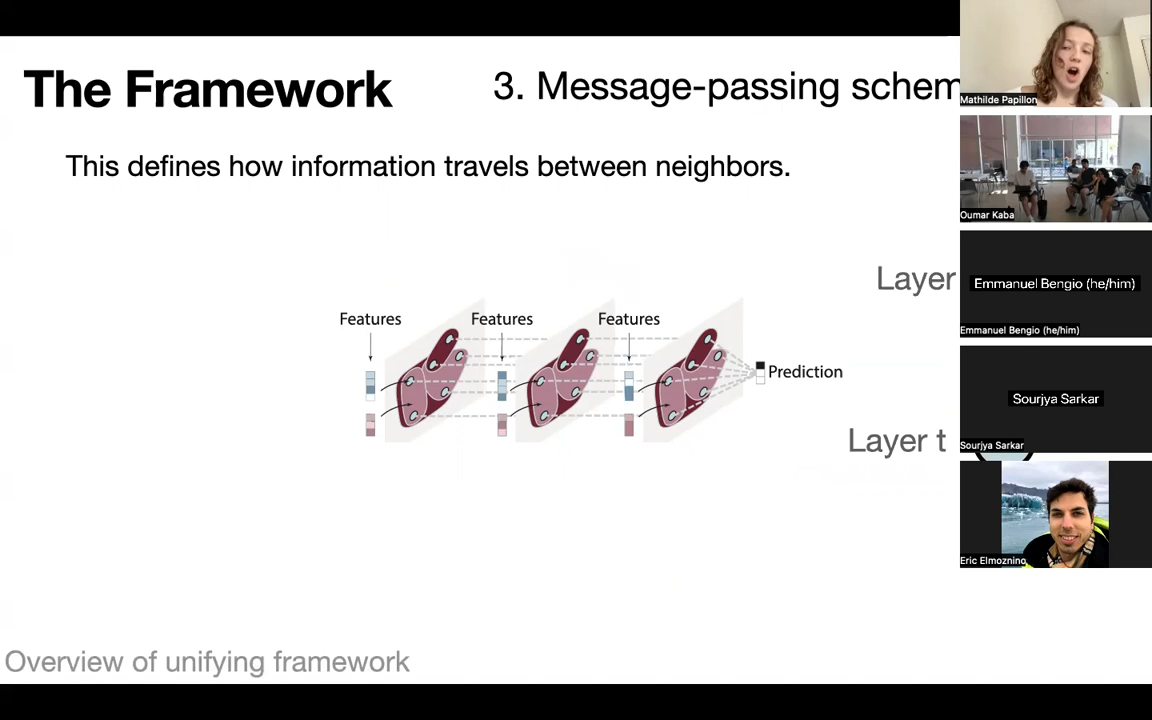 The Framework
3. Message-passing schem
This defines how information travels between neighbors.
Layer
Features
Features
Features
Prediction
Layer t
Overview of unifying framework
Mathilde Papillon
Oumar Kaba
Emmanuel Bengio (he/him)
Emmanuel Bengio (he/him)
Sourjya Sarkar
Sourjya Sarkar
Eric Elmoznino